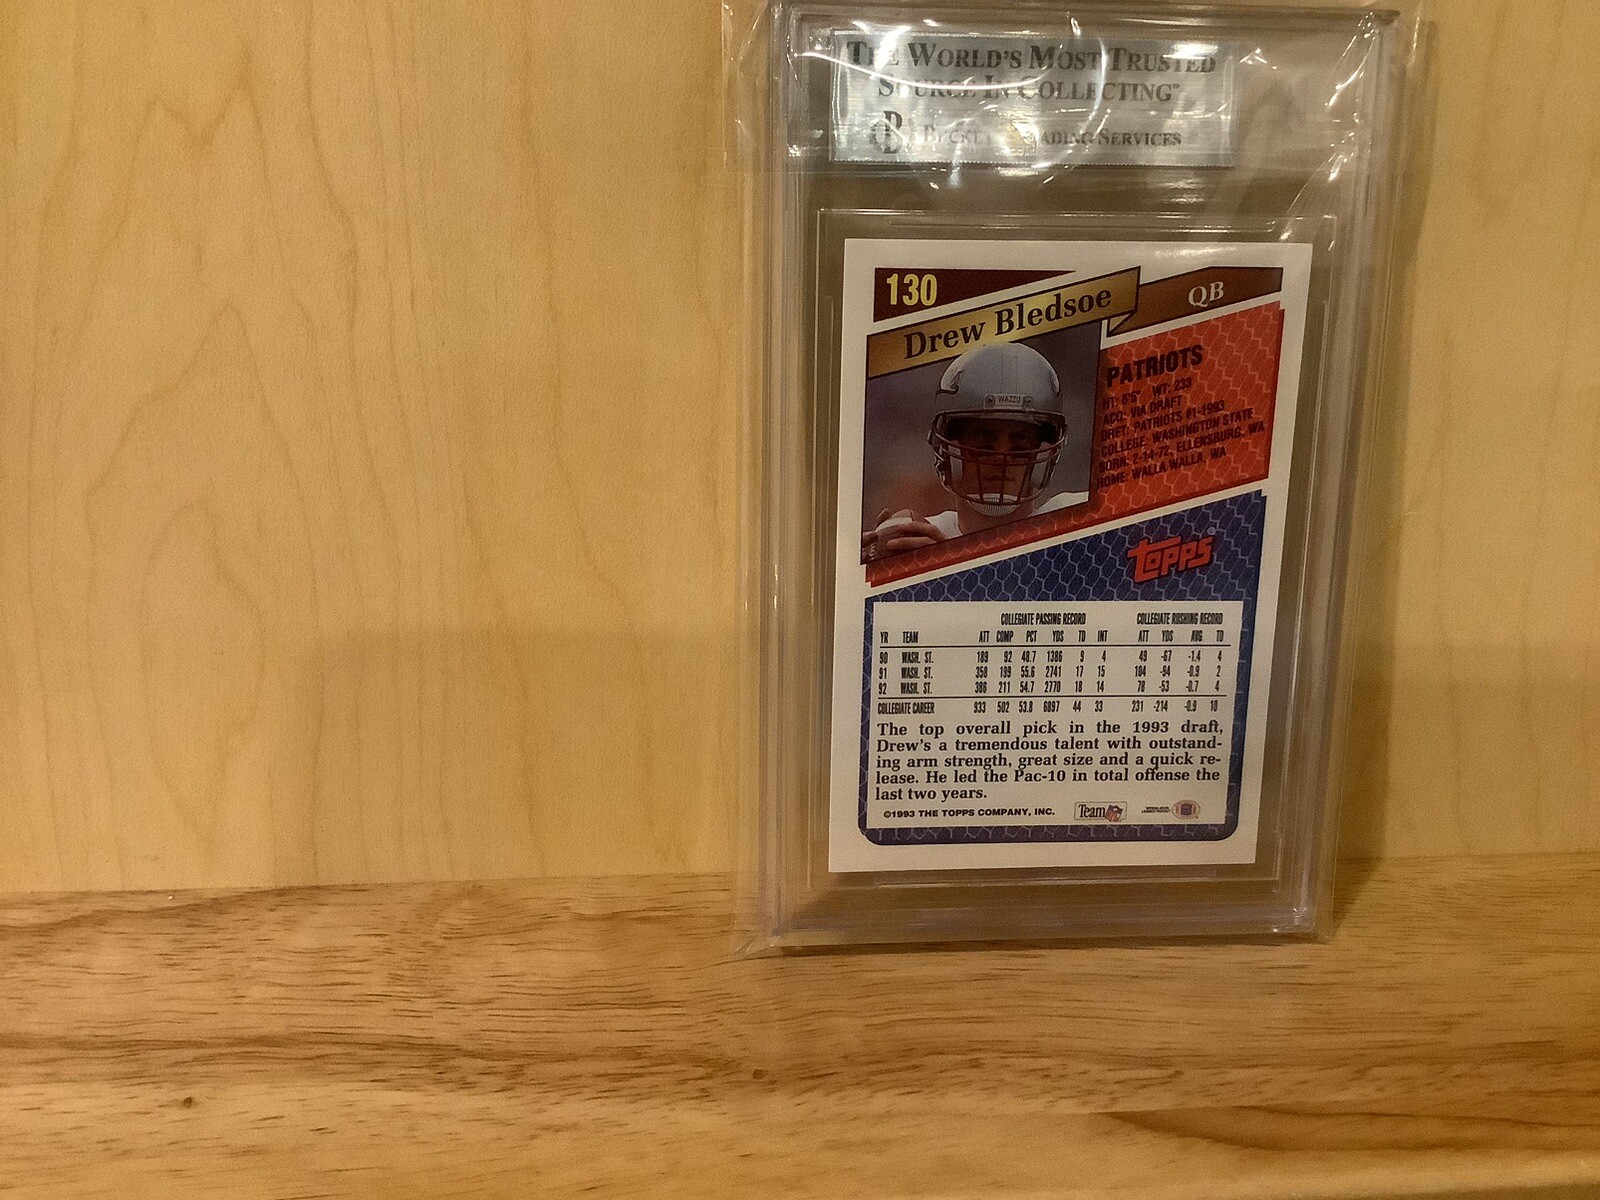 THE WORLD'S MOST TRUSTED
SOURCE IN COLLECTING™
BECKETT GRADING SERVICES
130
Drew Bledsoe
QB
WAZZU
PATRIOTS
HT: 6'5" WT: 233
ACQ: VIA DRAFT
DRFT: PATRIOTS #1-1993
COLLEGE: WASHINGTON STATE
BORN: 2-14-72, ELLERSBURG, WA
HOME: WALLA WALLA, WA
TOPPS
COLLEGIATE PASSING RECORD COLLEGIATE RUSHING RECORD
YR TEAM ATT COMP PCT YDS TD INT ATT YDS AVG TD
90 WASH. ST. 189 92 48.7 1386 9 4 49 -67 -1.4 4
91 WASH. ST. 358 199 55.6 2741 17 15 104 -94 -0.9 2
92 WASH. ST. 386 211 54.7 2770 18 14 78 -53 -0.7 4
COLLEGIATE CAREER 933 502 53.8 6897 44 33 231 -214 -0.9 10
The top overall pick in the 1993 draft,
Drew's a tremendous talent with outstand-
ing arm strength, great size and a quick re-
lease. He led the Pac-10 in total offense the
last two years.
©1993 THE TOPPS COMPANY, INC.
Team NFL